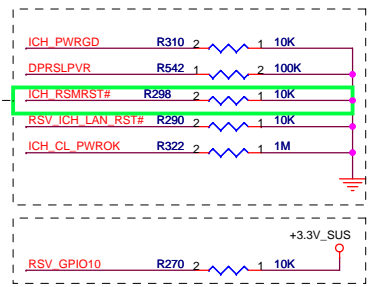 ICH_PWRGD R310 2 1 10K
DPRSLPVR R542 1 2 100K
ICH_RSMRST# R298 2 1 10K
RSV_ICH_LAN_RST# R290 2 1 10K
ICH_CL_PWROK R322 2 1 1M
+3.3V_SUS
RSV_GPIO10 R270 2 1 10K